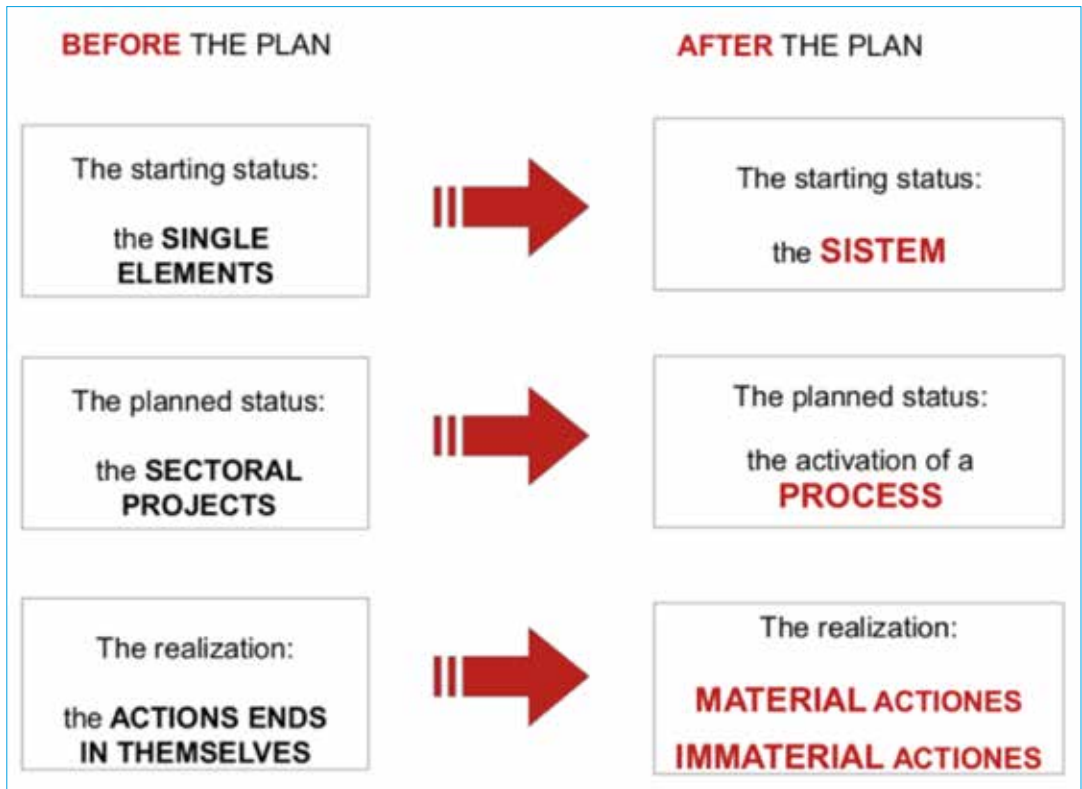 BEFORE THE PLAN
AFTER THE PLAN
The starting status:
the SINGLE
ELEMENTS
The starting status:
the SISTEM
The planned status:
the SECTORAL
PROJECTS
The planned status:
the activation of a
PROCESS
The realization:
the ACTIONS ENDS
IN THEMSELVES
The realization:
MATERIAL ACTIONES
IMMATERIAL ACTIONES